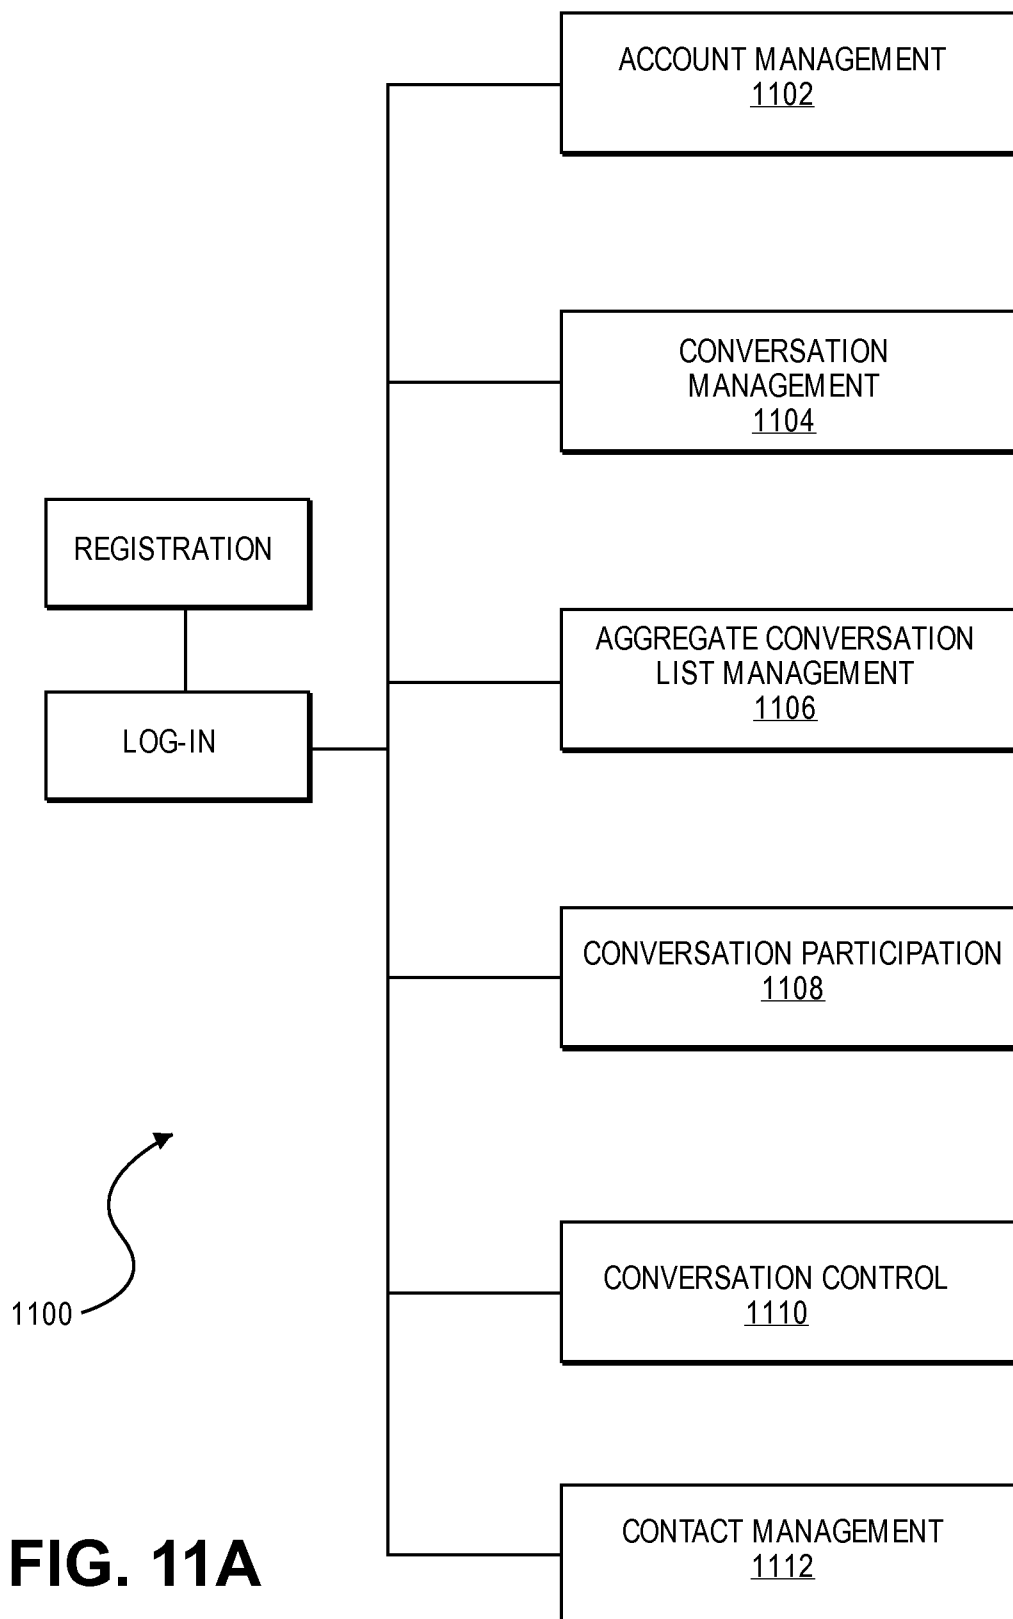 ACCOUNT MANAGEMENT
1102
CONVERSATION
MANAGEMENT
1104
REGISTRATION
AGGREGATE CONVERSATION
LIST MANAGEMENT
1106
LOG-IN
CONVERSATION PARTICIPATION
1108
CONVERSATION CONTROL
1110
1100
CONTACT MANAGEMENT
1112
FIG. 11A